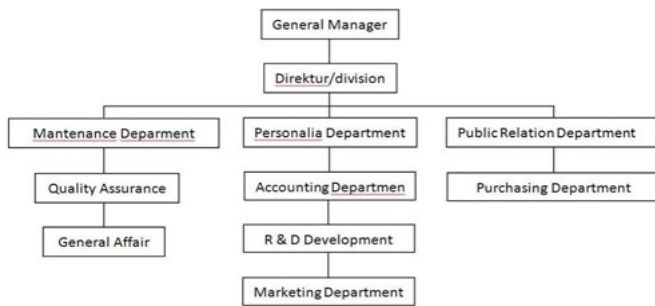 General Manager
Direktur/division
Mantenance Deparment
Personalia Department
Public Relation Department
Quality Assurance
Accounting Departmen
Purchasing Department
General Affair
R & D Development
Marketing Department